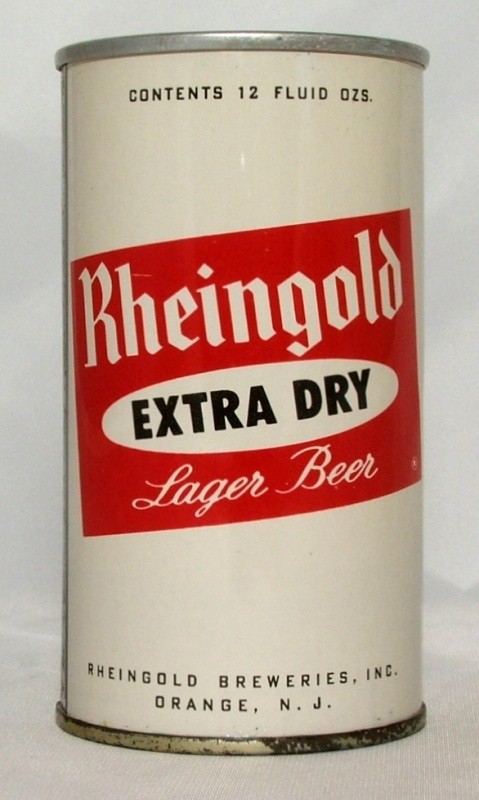 CONTENTS 12 FLUID OZS.
Rheingold
EXTRA DRY
Lager Beer
®
RHEINGOLD BREWERIES, INC.
ORANGE, N. J.